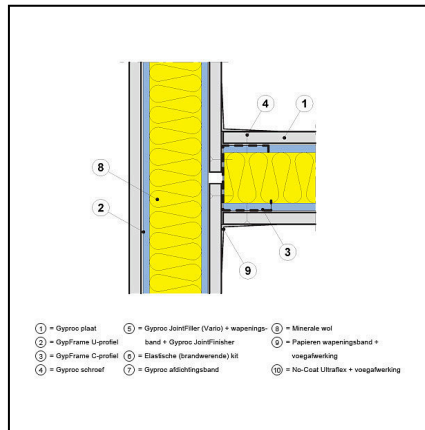 4
1
8
2
3
9
1 = Gyproc plaat
2 = GypFrame U-profiel
3 = GypFrame C-profiel
4 = Gyproc schroef
5 = Gyproc JointFiller (Vario) + wapenings-
band + Gyproc JointFinisher
6 = Elastische (brandwerende) kit
7 = Gyproc afdichtingsband
8 = Minerale wol
9 = Papieren wapeningsband +
voegafwerking
10 = No-Coat Ultraflex + voegafwerking